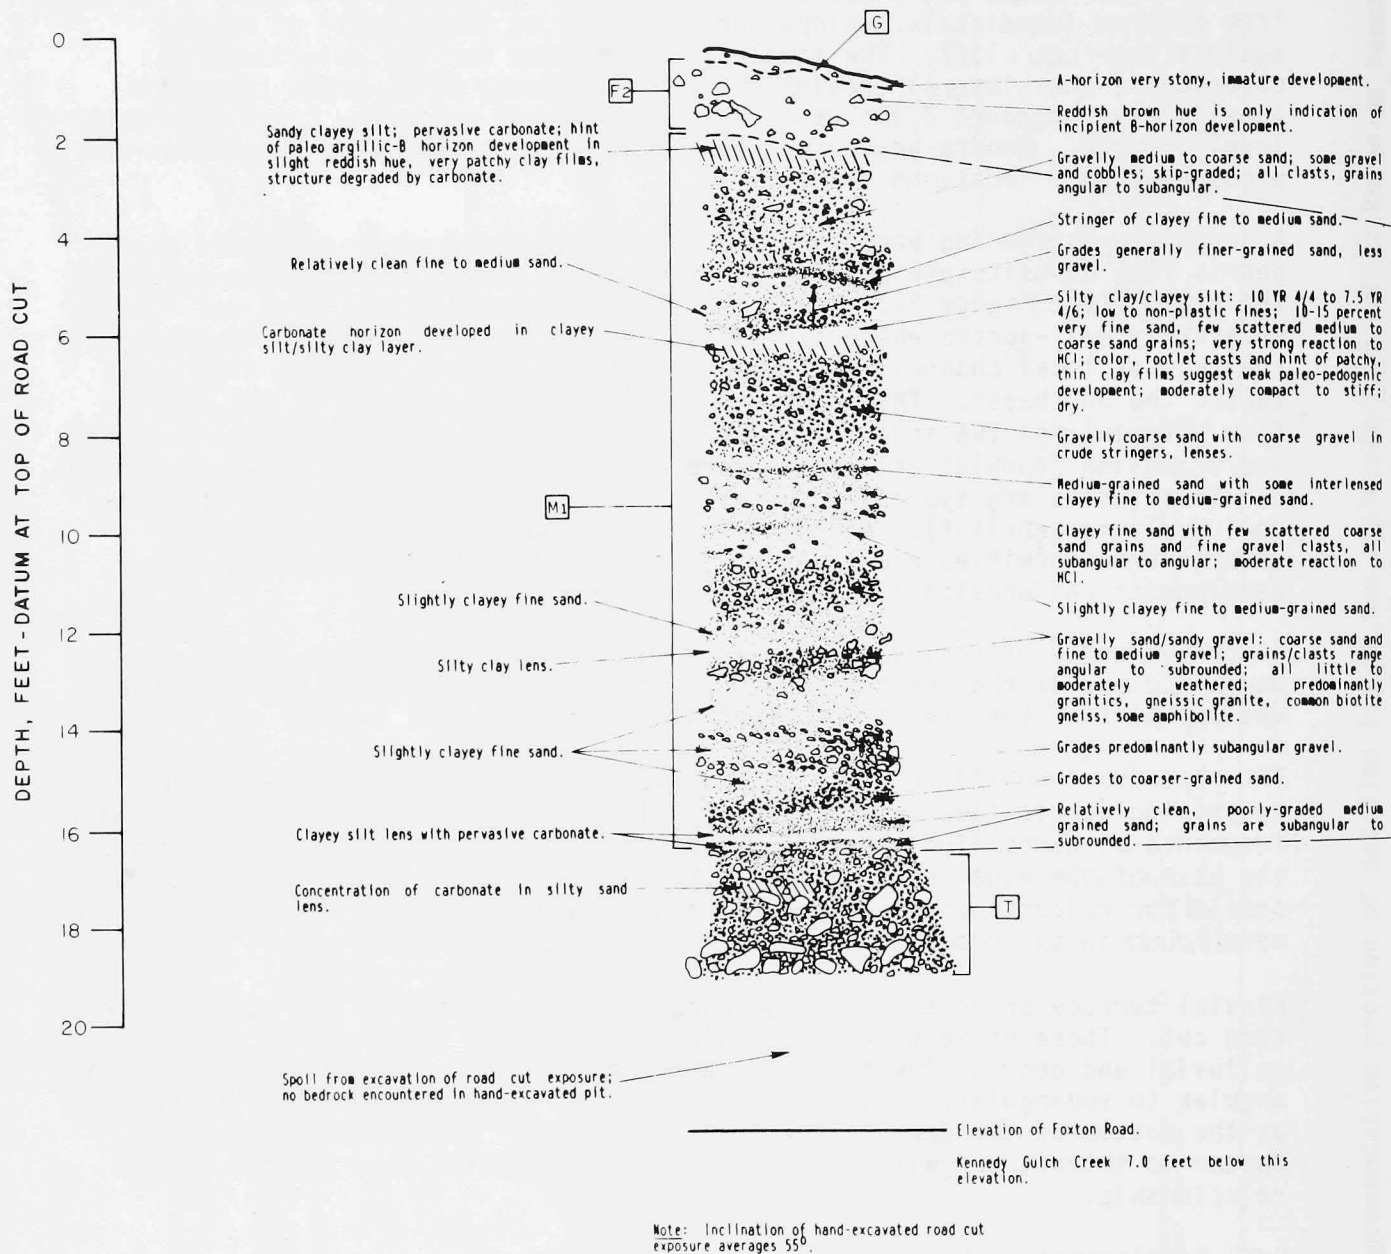 DEPTH, FEET-DATUM AT TOP OF ROAD CUT
0
2
4
6
8
10
12
14
16
18
20
G
F2
M1
T
Sandy clayey silt; pervasive carbonate; hint
of paleo argillic-B horizon development in
slight reddish hue, very patchy clay films,
structure degraded by carbonate.
Relatively clean fine to medium sand.
Carbonate horizon developed in clayey
silt/silty clay layer.
Slightly clayey fine sand.
Silty clay lens.
Slightly clayey fine sand.
Clayey silt lens with pervasive carbonate.
Concentration of carbonate in silty sand
lens.
Spoil from excavation of road cut exposure;
no bedrock encountered in hand-excavated pit.
A-horizon very stony, immature development.
Reddish brown hue is only indication of
incipient B-horizon development.
Gravelly medium to coarse sand; some gravel
and cobbles; skip-graded; all clasts, grains
angular to subangular.
Stringer of clayey fine to medium sand.
Grades generally finer-grained sand, less
gravel.
Silty clay/clayey silt: 10 YR 4/4 to 7.5 YR
4/6; low to non-plastic fines; 10-15 percent
very fine sand, few scattered medium to
coarse sand grains; very strong reaction to
HCl; color, rootlet casts and hint of patchy,
thin clay films suggest weak paleo-pedogenic
development; moderately compact to stiff;
dry.
Gravelly coarse sand with coarse gravel in
crude stringers, lenses.
Medium-grained sand with some interlensed
clayey fine to medium-grained sand.
Clayey fine sand with few scattered coarse
sand grains and fine gravel clasts, all
subangular to angular; moderate reaction to
HCl.
Slightly clayey fine to medium-grained sand.
Gravelly sand/sandy gravel: coarse sand and
fine to medium gravel; grains/clasts range
angular to subrounded; all little to
moderately weathered; predominantly
granitics, gneissic granite, common biotite
gneiss, some amphibolite.
Grades predominantly subangular gravel.
Grades to coarser-grained sand.
Relatively clean, poorly-graded medium
grained sand; grains are subangular to
subrounded.
Elevation of Foxton Road.
Kennedy Gulch Creek 7.0 feet below this
elevation.
Note: Inclination of hand-excavated road cut
exposure averages 55°.